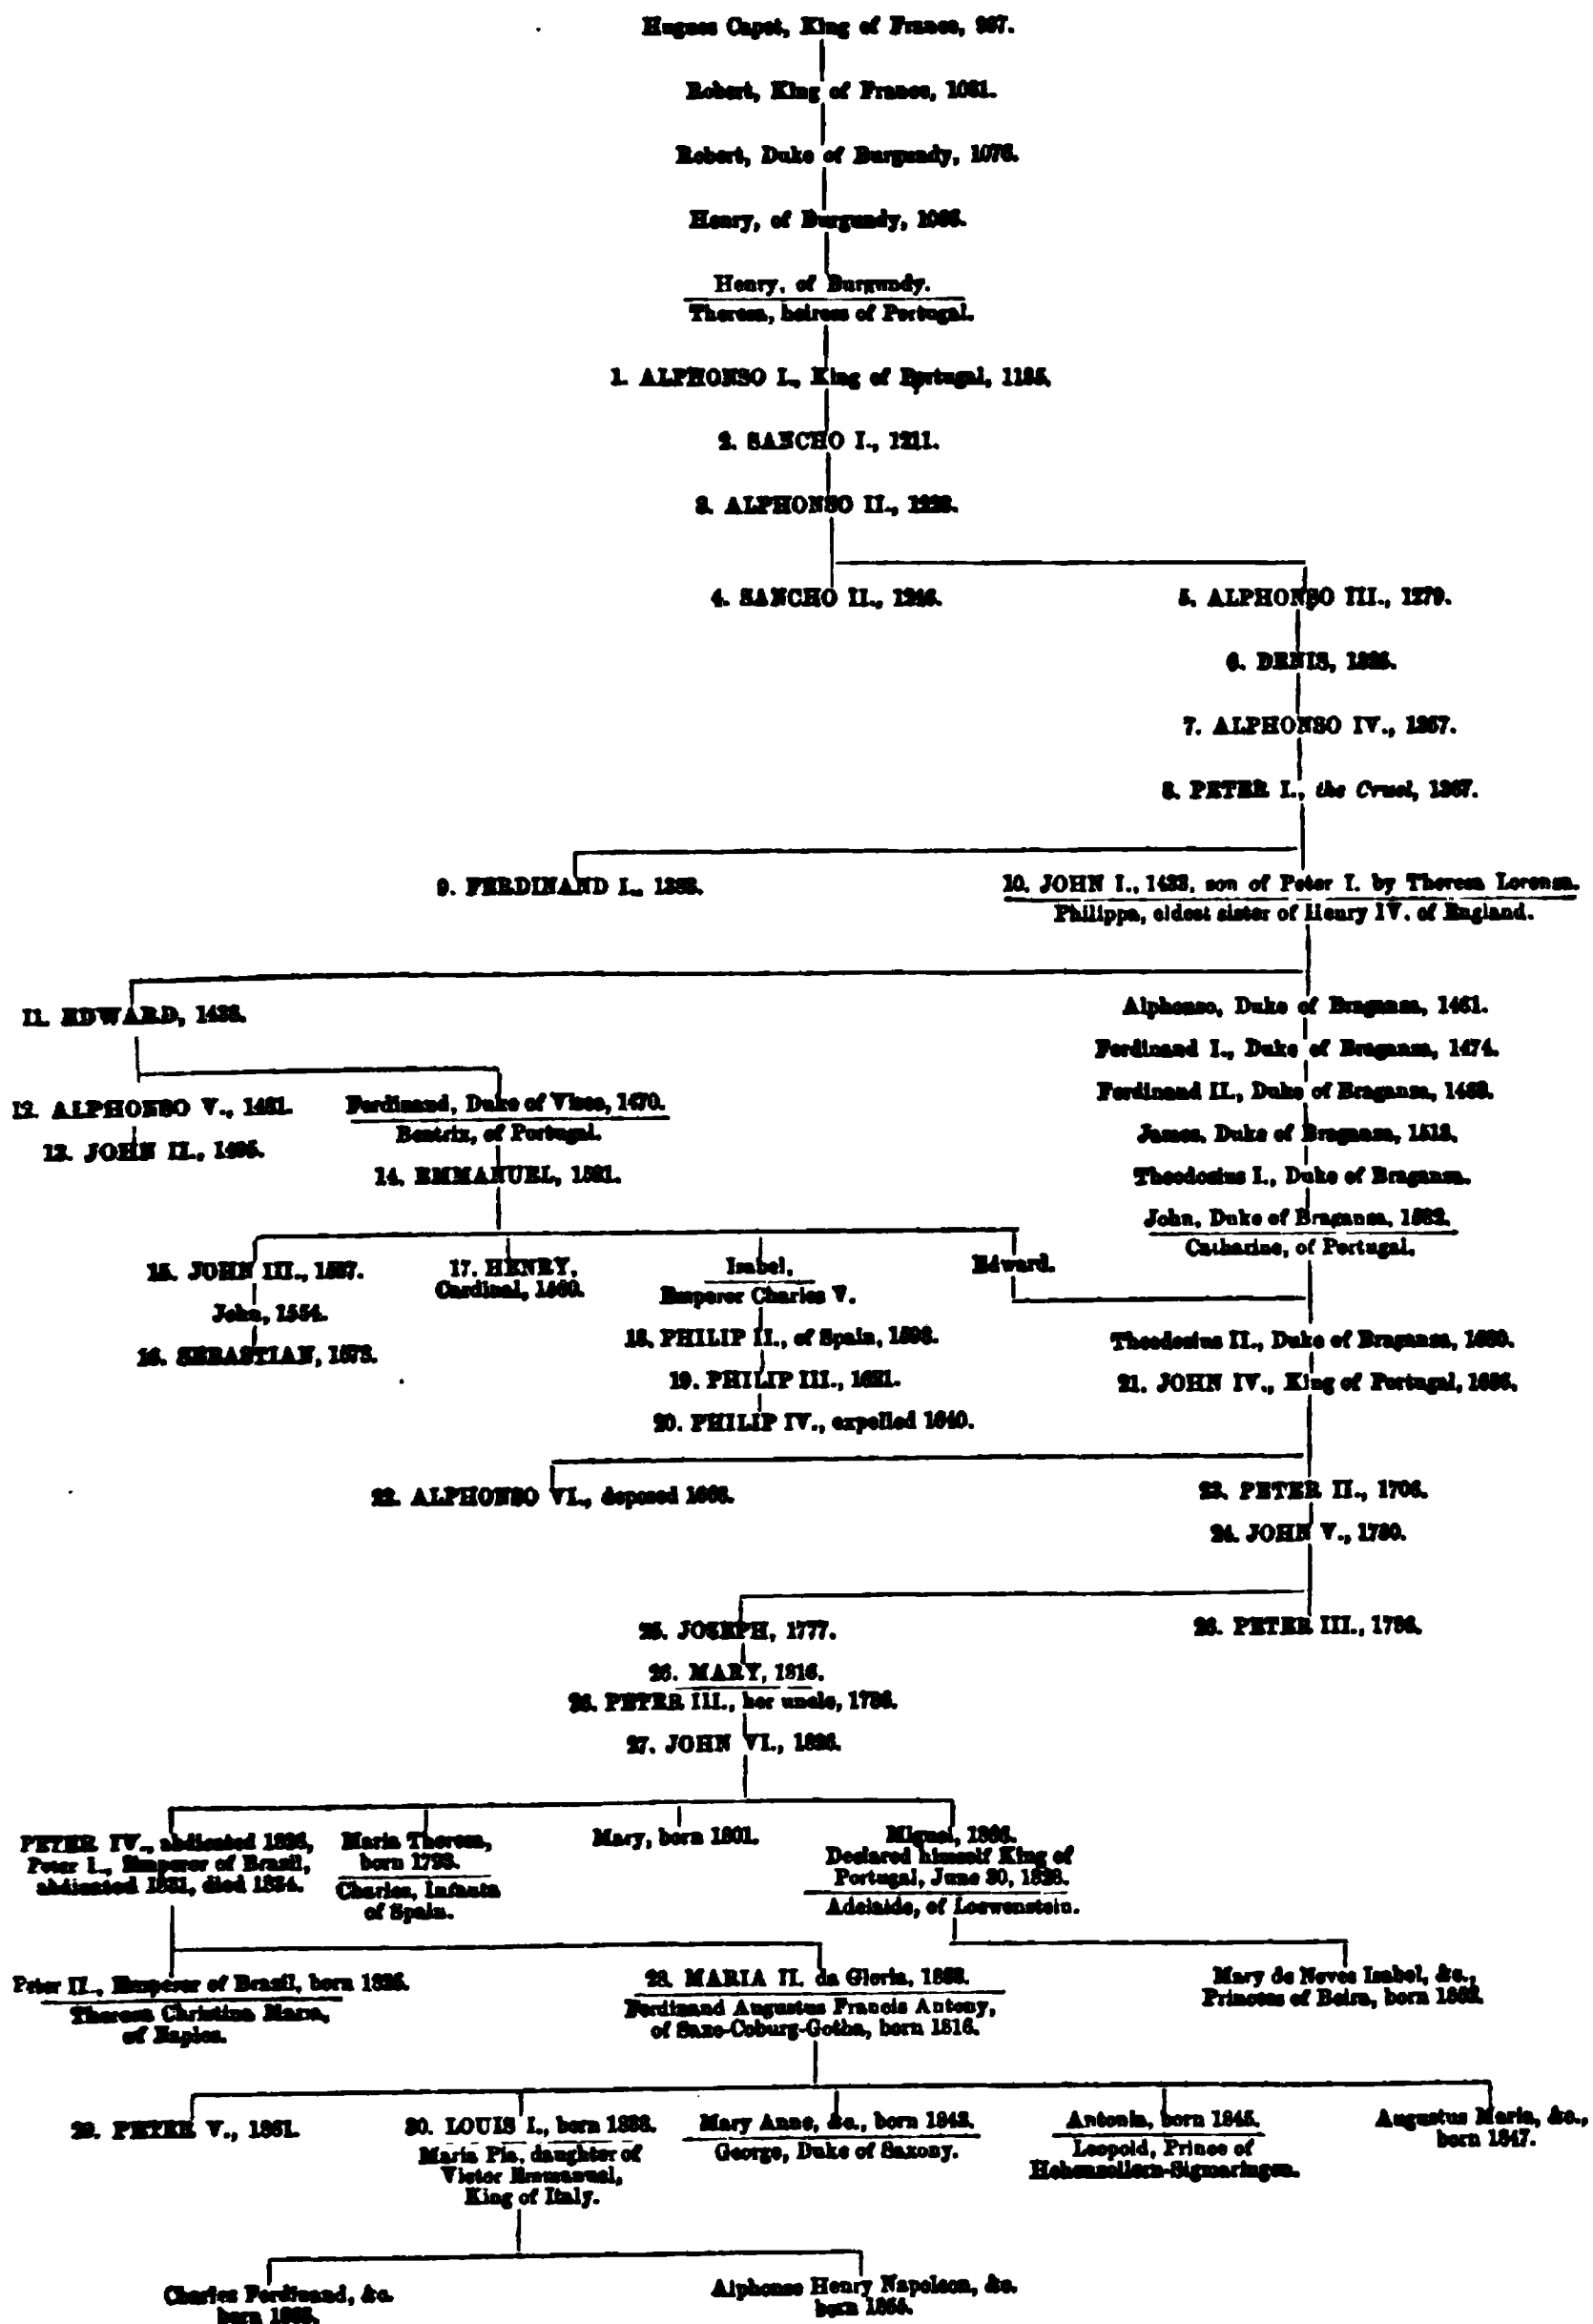 Hugues Capet, King of France, 997.
Robert, King of France, 1031.
Robert, Duke of Burgundy, 1076.
Henry, of Burgundy, 1066.
Henry, of Burgundy.
Theresa, heiress of Portugal.
1. ALPHONSO I., King of Portugal, 1185.
2. SANCHO I., 1211.
3. ALPHONSO II., 1223.
4. SANCHO II., 1246.
5. ALPHONSO III., 1279.
6. DENIS, 1325.
7. ALPHONSO IV., 1357.
8. PETER I., the Cruel, 1367.
9. FERDINAND I., 1383.
10. JOHN I., 1433, son of Peter I. by Theresa Lorenza.
Philippa, eldest sister of Henry IV. of England.
11. EDWARD, 1438.
Alphonso, Duke of Braganza, 1461.
Ferdinand I., Duke of Braganza, 1474.
12. ALPHONSO V., 1481.
Ferdinand, Duke of Viseo, 1470.
Beatrix, of Portugal.
Ferdinand II., Duke of Braganza, 1483.
13. JOHN II., 1495.
James, Duke of Braganza, 1512.
14. EMMANUEL, 1521.
Theodosius I., Duke of Braganza.
John, Duke of Braganza, 1582.
Catharine, of Portugal.
15. JOHN III., 1557.
17. HENRY,
Cardinal, 1580.
Isabel.
Emperor Charles V.
Edward.
John, 1554.
16. SEBASTIAN, 1578.
18. PHILIP II., of Spain, 1598.
19. PHILIP III., 1621.
20. PHILIP IV., expelled 1640.
Theodosius II., Duke of Braganza, 1630.
21. JOHN IV., King of Portugal, 1656.
22. ALPHONSO VI., deposed 1668.
23. PETER II., 1706.
24. JOHN V., 1750.
25. JOSEPH, 1777.
26. PETER III., 1786.
26. MARY, 1816.
26. PETER III., her uncle, 1786.
27. JOHN VI., 1826.
PETER IV., abdicated 1826,
Peter I., Emperor of Brazil,
abdicated 1831, died 1834.
Maria Theresa,
born 1793.
Charles, Infanta
of Spain.
Mary, born 1801.
Miguel, 1866.
Declared himself King of
Portugal, June 30, 1828.
Adelaide, of Loewenstein.
Peter II., Emperor of Brazil, born 1825.
Theresa Christina Maria,
of Naples.
28. MARIA II. da Gloria, 1853.
Ferdinand Augustus Francis Antony,
of Saxe-Coburg-Gotha, born 1816.
Mary de Neves Isabel, &c.,
Princess of Beira, born 1852.
29. PETER V., 1861.
30. LOUIS I., born 1838.
Maria Pia, daughter of
Victor Emmanuel,
King of Italy.
Mary Anne, &c., born 1843.
George, Duke of Saxony.
Antonia, born 1845.
Leopold, Prince of
Hohenzollern-Sigmaringen.
Augustus Maria, &c.,
born 1847.
Charles Ferdinand, &c.
born 1863.
Alphonse Henry Napoleon, &c.
born 1865.